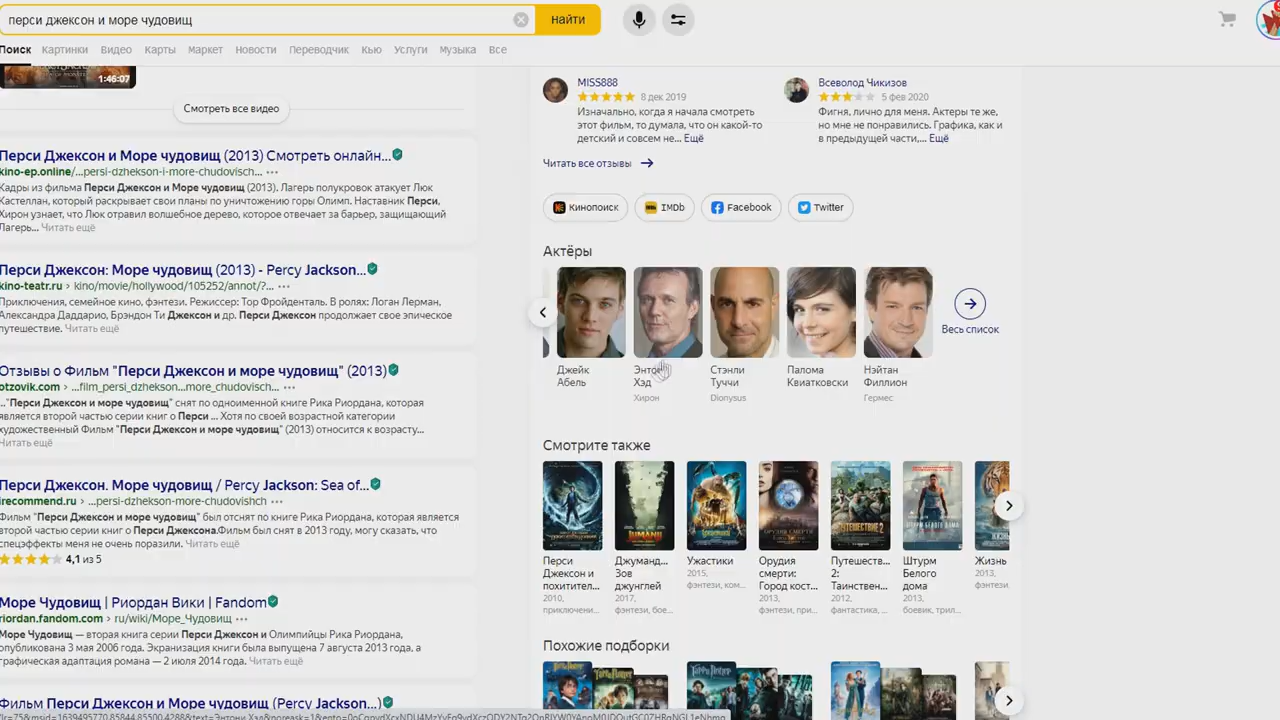 перси джексон и море чудовищ
Найти
Поиск Картинки Видео Карты Маркет Новости Переводчик Кью Услуги Музыка Все
1:46:07
Смотреть все видео
Перси Джексон и Море чудовищ (2013) Смотреть онлайн...
kino-ep.online/...persi-dzhekson-i-more-chudovisch...
Кадры из фильма Перси Джексон и Море чудовищ (2013). Лагерь полукровок атакует Люк
Кастеллан, который раскрывает свои планы по уничтожению горы Олимп. Наставник Перси,
Хирон узнает, что Люк отравил волшебное дерево, которое отвечает за барьер, защищающий
Лагерь... Читать ещё
Перси Джексон: Море чудовищ (2013) - Percy Jackson...
kino-teatr.ru › kino/movie/hollywood/105252/annot/?...
Приключения, семейное кино, фэнтези. Режиссер: Тор Фройденталь. В ролях: Логан Лерман,
Александра Даддарио, Брэндон Ти Джексон и др. Перси Джексон продолжает свое эпическое
путешествие. Читать ещё
Отзывы о Фильм "Перси Джексон и море чудовищ" (2013)
otzovik.com › ...film_persi_dzhekson...more_chudovisch...
..."Перси Джексон и море чудовищ" снят по одноименной книге Рика Риордана, которая
является второй частью серии книг о Перси ... Хотя по своей возрастной категории
художественный Фильм "Перси Джексон и море чудовищ" (2013) относится к возрасту...
Читать ещё
Перси Джексон. Море чудовищ / Percy Jackson: Sea of...
irecommend.ru › ...persi-dzhekson-more-chudovishch
Фильм "Перси Джексон и море чудовищ" был отснят по книге Рика Риордана, которая является
второй частью серии книг о Перси Джексона.Фильм был снят в 2013 году, могу сказать, что
спецэффекты меня не очень поразили. Читать ещё
4,1 из 5
Море Чудовищ | Риордан Вики | Fandom
riordan.fandom.com › ru/wiki/Море_Чудовищ
Море Чудовищ — вторая книга серии Перси Джексон и Олимпийцы Рика Риордана,
опубликована 3 мая 2006 года. Экранизация книги была выпущена 7 августа 2013 года, а
графическая адаптация романа — 2 июля 2014 года. Читать ещё
Фильм Перси Джексон и Море чудовищ (Percy Jackson...
MISS888
8 дек 2019
Изначально, когда я начала смотреть
этот фильм, то думала, что он какой-то
детский и совсем не... Ещё
Всеволод Чикизов
5 фев 2020
Фигня, лично для меня. Актеры те же,
но мне не понравились. Графика, как и
в предыдущей части,... Ещё
Читать все отзывы
Кинопоиск IMDb Facebook Twitter
Актёры
Джейк
Абель
Хэд
Хирон
Стэнли
Туччи
Dionysus
Палома
Квиатковски
Нэйтан
Филлион
Гермес
Весь список
Смотрите также
Перси
Джексон и
похитител...
2010,
приключени...
Джуманд...
Зов
джунглей
2017,
фэнтези, бое...
Ужастики
2015,
фэнтези, ком...
Орудия
смерти:
Город кост...
2013,
фэнтези, при...
Путешеств...
2:
Таинствен...
2012,
фантастика, ...
Штурм
Белого
дома
2013,
боевик, трил...
Жизнь
2013,
фэнтези,
Похожие подборки